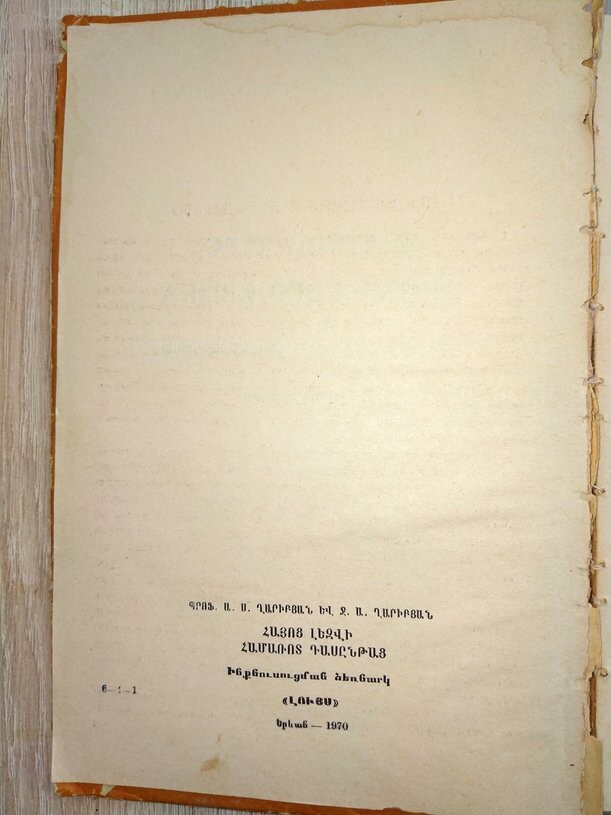 ՊՐՈՖ. Ա. Ս. ՂԱՐԻԲՅԱՆ ԵՎ Ջ. Ա. ՂԱՐԻԲՅԱՆ
ՀԱՅՈՑ ԼԵԶՎԻ
ՀԱՄԱՌՈՏ ԴԱՍԸՆԹԱՑ
Ինքնուսուցման ձեռնարկ
6—1—1
«ԼՈՒՅՍ»
Երևան — 1970